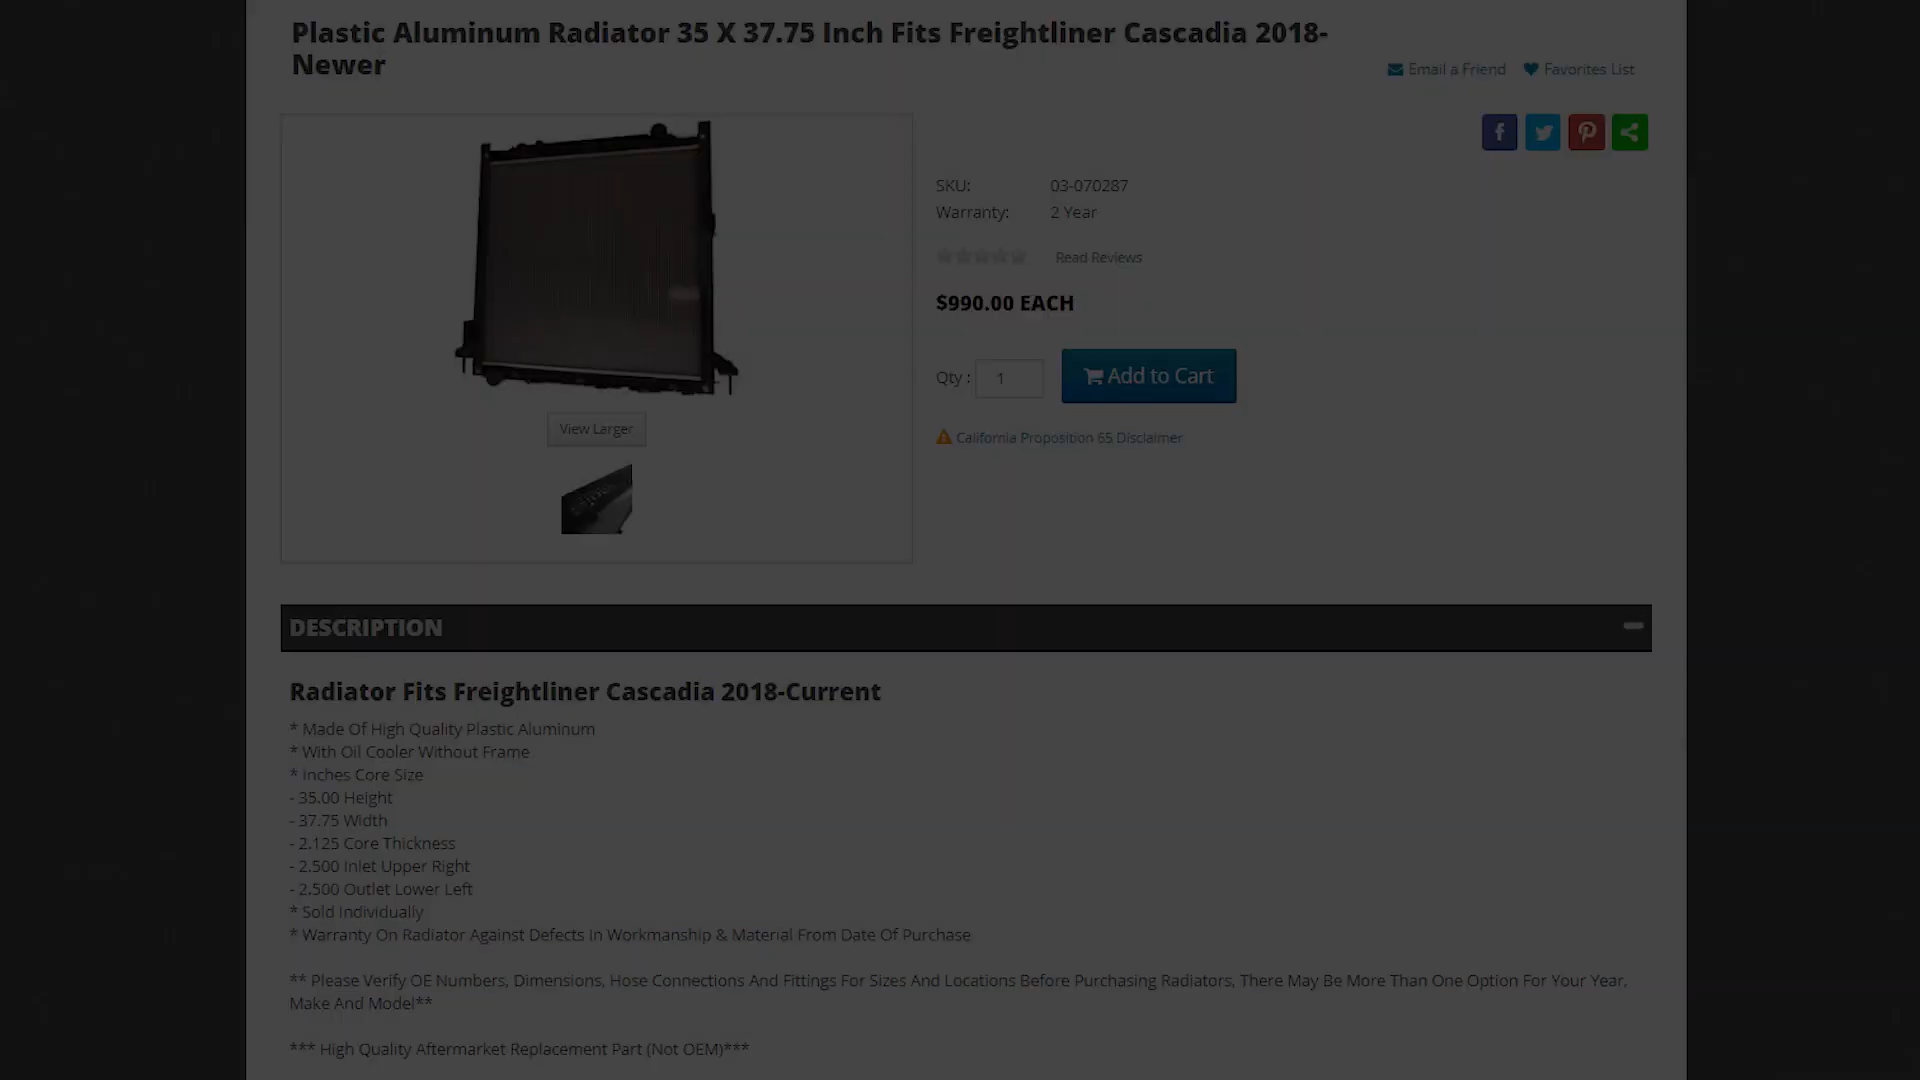 Plastic Aluminum Radiator 35 X 37.75 Inch Fits Freightliner Cascadia 2018-
Newer
Email a Friend
Favorites List
SKU: 03-070287
Warranty: 2 Year
Read Reviews
$990.00 EACH
Qty : 1
Add to Cart
California Proposition 65 Disclaimer
View Larger
DESCRIPTION
Radiator Fits Freightliner Cascadia 2018-Current
* Made Of High Quality Plastic Aluminum
* With Oil Cooler Without Frame
* Inches Core Size
- 35.00 Height
- 37.75 Width
- 2.125 Core Thickness
- 2.500 Inlet Upper Right
- 2.500 Outlet Lower Left
* Sold Individually
* Warranty On Radiator Against Defects In Workmanship & Material From Date Of Purchase
** Please Verify OE Numbers, Dimensions, Hose Connections And Fittings For Sizes And Locations Before Purchasing Radiators, There May Be More Than One Option For Your Year,
Make And Model**
*** High Quality Aftermarket Replacement Part (Not OEM)***